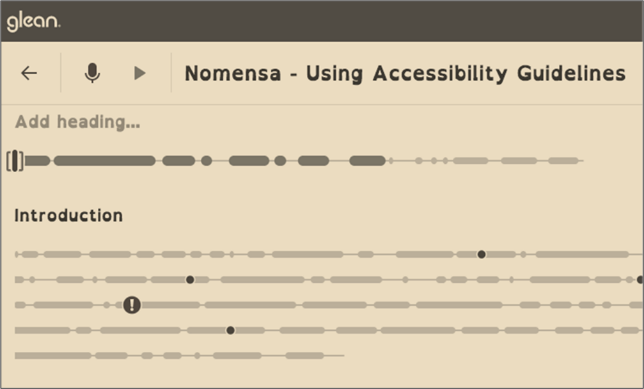 glean.
Nomensa - Using Accessibility Guidelines
Add heading...
Introduction